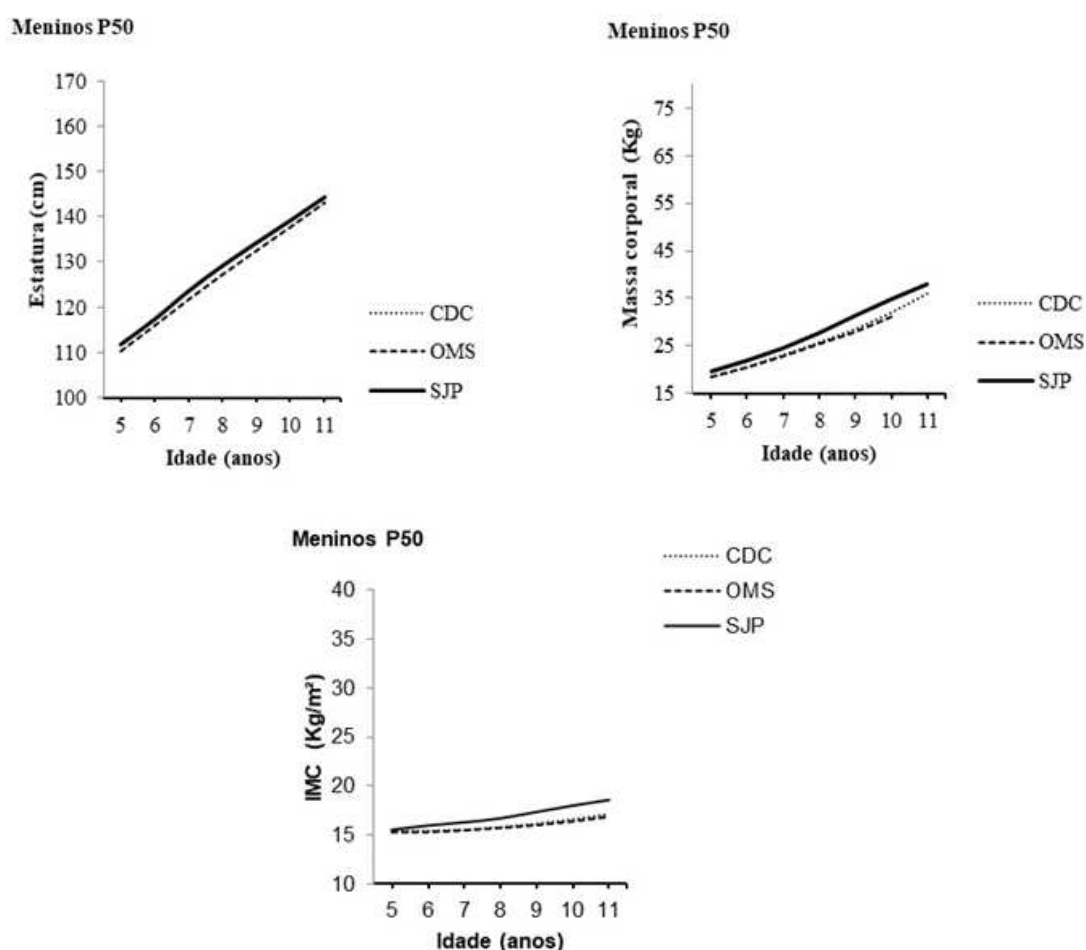 Meninos P50
Estatura (cm)
170
160
150
140
130
120
110
100
5 6 7 8 9 10 11
Idade (anos)
CDC
OMS
SJP
Meninos P50
Massa corporal (Kg)
75
65
55
45
35
25
15
5 6 7 8 9 10 11
Idade (anos)
CDC
OMS
SJP
Meninos P50
IMC (Kg/m²)
40
35
30
25
20
15
10
5 6 7 8 9 10 11
Idade (anos)
CDC
OMS
SJP